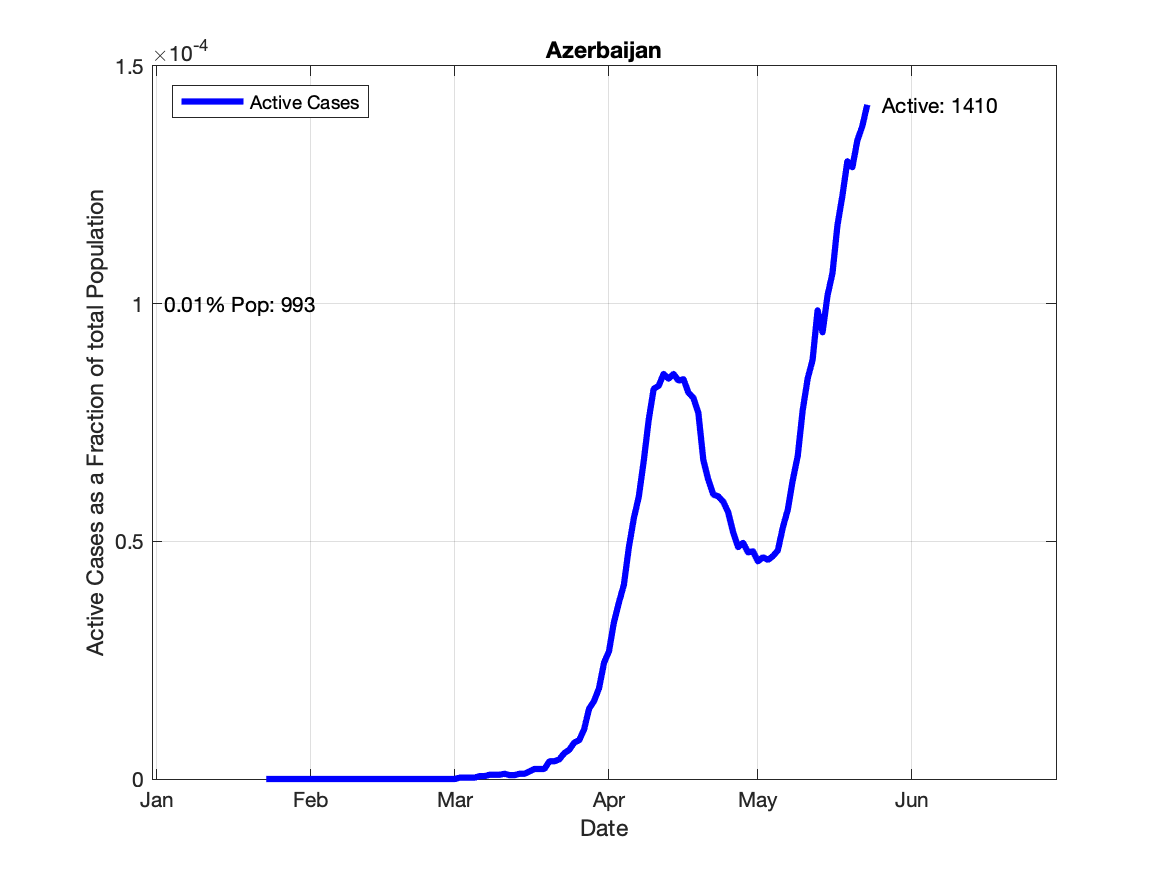 Azerbaijan
×10-4
1.5
1
0.5
0
Active Cases
Active: 1410
0.01% Pop: 993
Active Cases as a Fraction of total Population
Jan Feb Mar Apr May Jun
Date